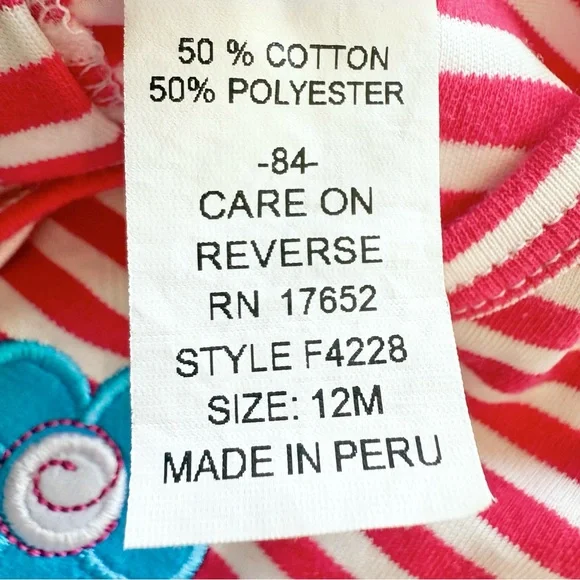 50 % COTTON
50% POLYESTER
-84-
CARE ON
REVERSE
RN 17652
STYLE F4228
SIZE: 12M
MADE IN PERU